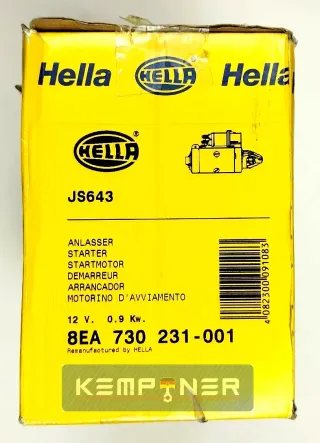 Hella HELLA Hella
HELLA
JS643
ANLASSER
STARTER
STARTMOTOR
DEMARREUR
ARRANCADOR
MOTORINO D'AVVIAMENTO
12 V. 0.9 Kw.
8EA 730 231-001
Remanufactured by HELLA
4082300091083
KEMPTNER